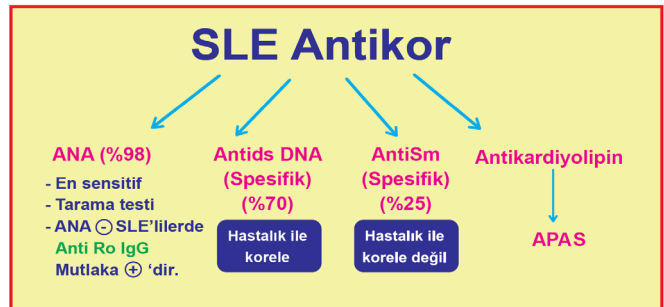 SLE Antikor
ANA (%98)
- En sensitif
- Tarama testi
- ANA ⊖ SLE'lilerde
Anti Ro IgG
Mutlaka ⊕ 'dir.
Antids DNA
(Spesifik)
(%70)
Hastalık ile
korele
AntiSm
(Spesifik)
(%25)
Hastalık ile
korele değil
Antikardiyolipin
APAS